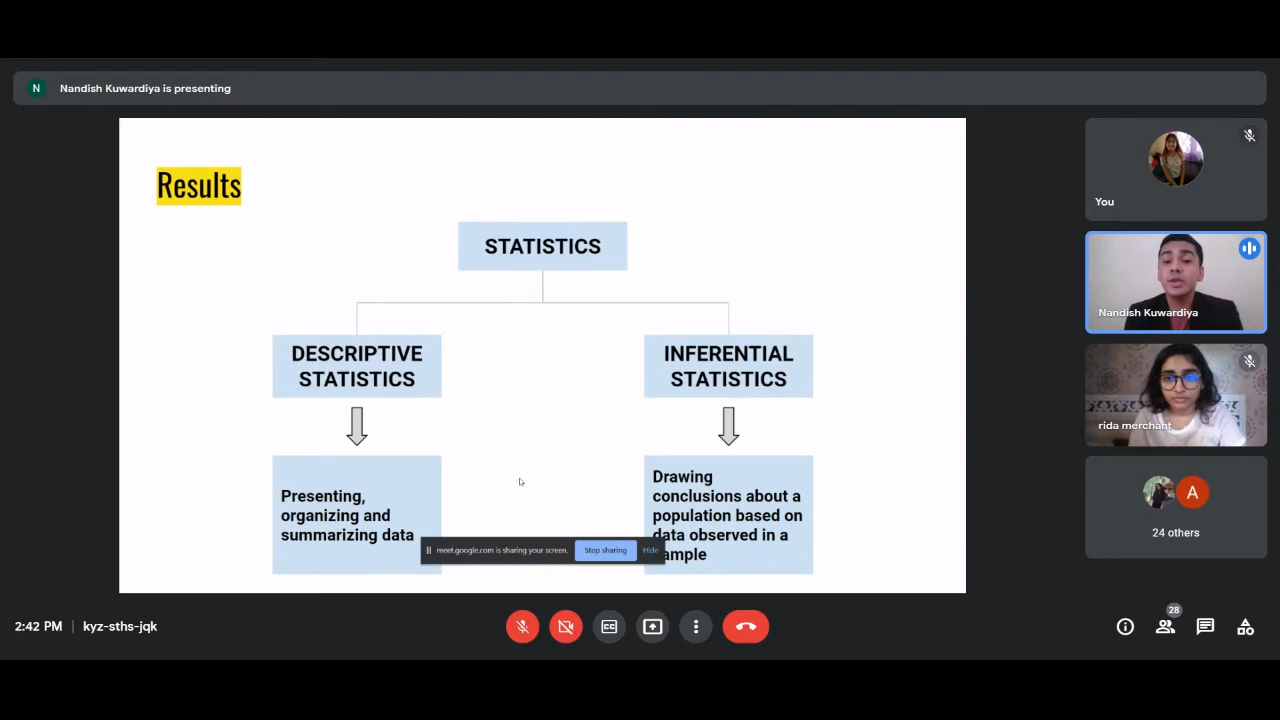 N
Nandish Kuwardiya is presenting
Results
STATISTICS
DESCRIPTIVE
STATISTICS
INFERENTIAL
STATISTICS
Presenting,
organizing and
summarizing data
Drawing
conclusions about a
population based on
data observed in a
ample
meet.google.com is sharing your screen.
Stop sharing
Hide
You
Nandish Kuwardiya
rida merchant
A
24 others
2:42 PM | kyz-sths-jqk
CC
28